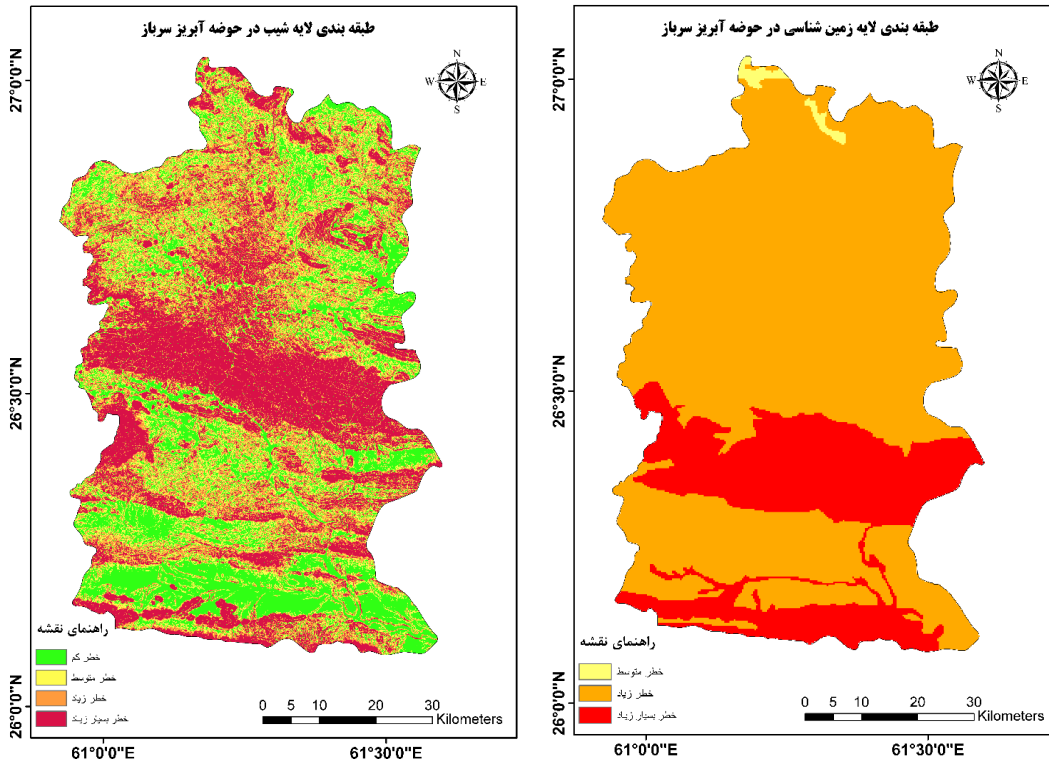 طبقه بندی لایه شیب در حوضه آبریز سرباز
N
W E
S
27°0'0"N
26°30'0"N
26°0'0"N
راهنمای نقشه
خطر کم
خطر متوسط
خطر زیاد
خطر بسیار زیاد
0 5 10 20 30
Kilometers
61°0'0"E
61°30'0"E
طبقه بندی لایه زمین شناسی در حوضه آبریز سرباز
N
W E
S
27°0'0"N
26°30'0"N
26°0'0"N
راهنمای نقشه
خطر متوسط
خطر زیاد
خطر بسیار زیاد
0 5 10 20 30
Kilometers
61°0'0"E
61°30'0"E